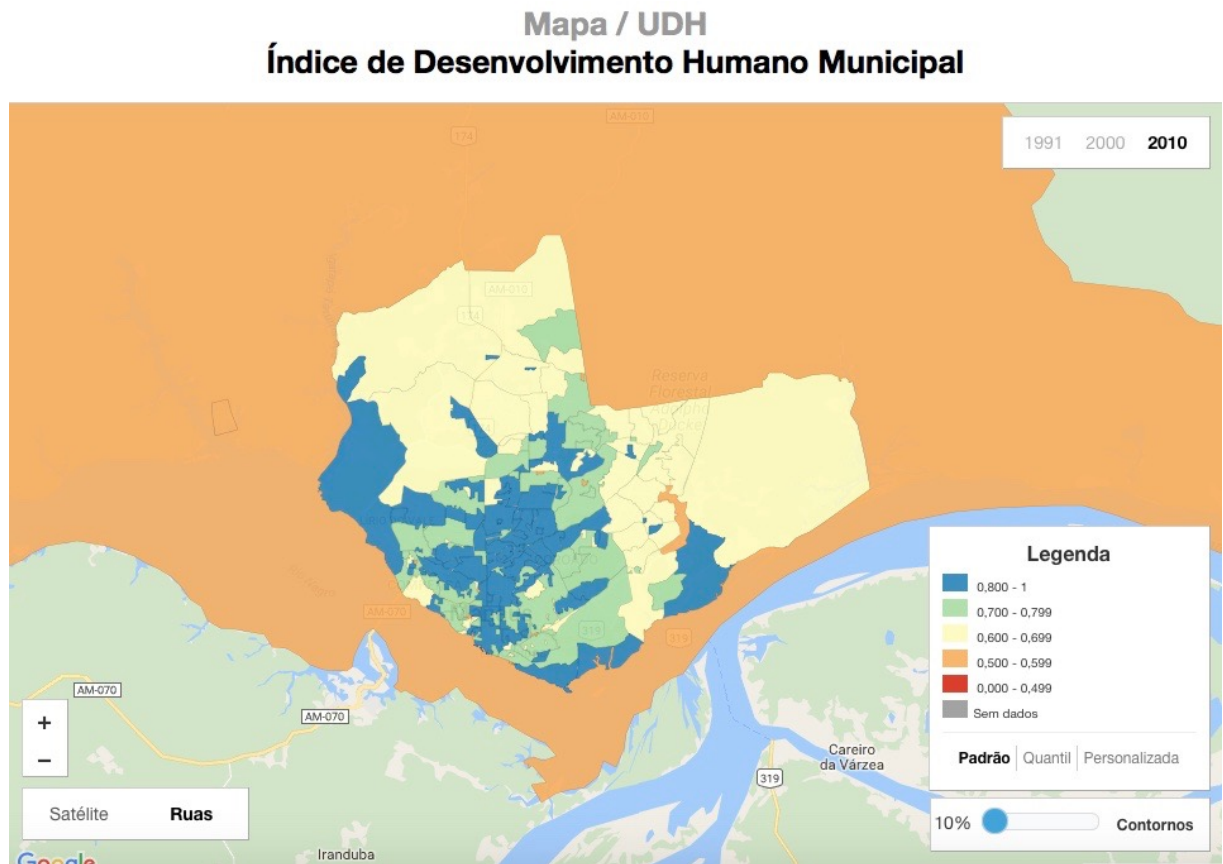 Mapa / UDH
Índice de Desenvolvimento Humano Municipal
1991 2000 2010
AM-010
174
AM-010
174
Reserva
Florestal
Adolpho
Ducke
AM-070
319
319
AM-070
AM-070
319
Careiro
da Várzea
Iranduba
Legenda
0,800 - 1
0,700 - 0,799
0,600 - 0,699
0,500 - 0,599
0,000 - 0,499
Sem dados
Padrão | Quantil | Personalizada
10% Contornos
+
−
Satélite Ruas
Google